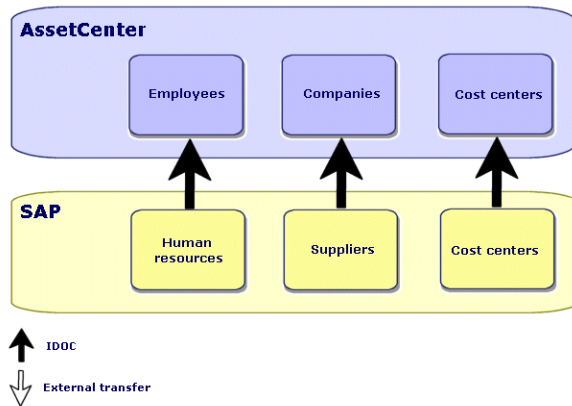 AssetCenter
Employees
Companies
Cost centers
SAP
Human
resources
Suppliers
Cost centers
IDOC
External transfer